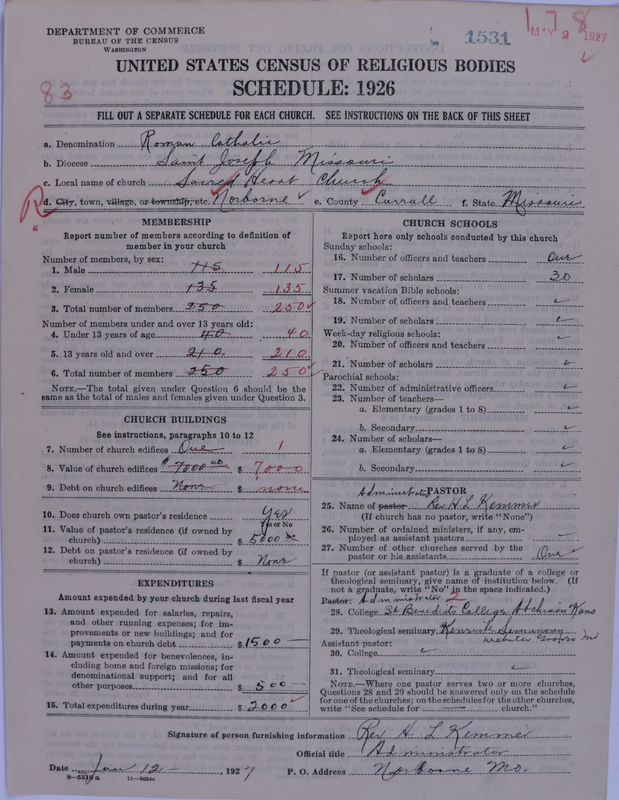 DEPARTMENT OF COMMERCE
BUREAU OF THE CENSUS
WASHINGTON
1531
178
MAY 2 1927
UNITED STATES CENSUS OF RELIGIOUS BODIES
SCHEDULE: 1926
83
FILL OUT A SEPARATE SCHEDULE FOR EACH CHURCH. SEE INSTRUCTIONS ON THE BACK OF THIS SHEET
a. Denomination Roman Catholic
b. Diocese Saint Joseph Missouri
c. Local name of church Sacred Heart Church
R
d. City, town, village, or township, etc. Norborne e. County Carroll f. State Missouri
MEMBERSHIP
Report number of members according to definition of
member in your church
Number of members, by sex:
1. Male 115 115
2. Female 135 135
3. Total number of members 250 250
Number of members under and over 13 years old:
4. Under 13 years of age 40 40
5. 13 years old and over 210 210
6. Total number of members 250 250
NOTE.—The total given under Question 6 should be the
same as the total of males and females given under Question 3.
CHURCH BUILDINGS
See instructions, paragraphs 10 to 12
7. Number of church edifices One 1
8. Value of church edifices $7000 00 $ 7000
9. Debt on church edifices None $ none
10. Does church own pastor's residence Yes
Yes or No
11. Value of pastor's residence (if owned by
church) $ 5000
12. Debt on pastor's residence (if owned by
church) $ None
EXPENDITURES
Amount expended by your church during last fiscal year
13. Amount expended for salaries, repairs,
and other running expenses; for im-
provements or new buildings; and for
payments on church debt $ 1500
14. Amount expended for benevolences, in-
cluding home and foreign missions; for
denominational support; and for all
other purposes $ 500
15. Total expenditures during year $ 2000
CHURCH SCHOOLS
Report here only schools conducted by this church
Sunday schools:
16. Number of officers and teachers One
17. Number of scholars 30
Summer vacation Bible schools:
18. Number of officers and teachers
19. Number of scholars
Week-day religious schools:
20. Number of officers and teachers
21. Number of scholars
Parochial schools:
22. Number of administrative officers
23. Number of teachers—
a. Elementary (grades 1 to 8)
b. Secondary
24. Number of scholars—
a. Elementary (grades 1 to 8)
b. Secondary
Administrator PASTOR
25. Name of pastor Rev H L Kemmer
(If church has no pastor, write "None")
26. Number of ordained ministers, if any, em-
ployed as assistant pastors
27. Number of other churches served by the
pastor or his assistants One
If pastor (or assistant pastor) is a graduate of a college or
theological seminary, give name of institution below. (If
not a graduate, write "No" in the space indicated.)
Pastor: Administrator 2
28. College St Benedicts College Atchison Kans
29. Theological seminary Kenrick Seminary
Webster Groves Mo
Assistant pastor:
30. College
31. Theological seminary
NOTE.—Where one pastor serves two or more churches,
Questions 28 and 29 should be answered only on the schedule
for one of the churches; on the schedules for the other churches,
write "See schedule for church."
Signature of person furnishing information Rev H L Kemmer
Official title Administrator
Date Jan 12 — , 1927 P. O. Address Norborne Mo.